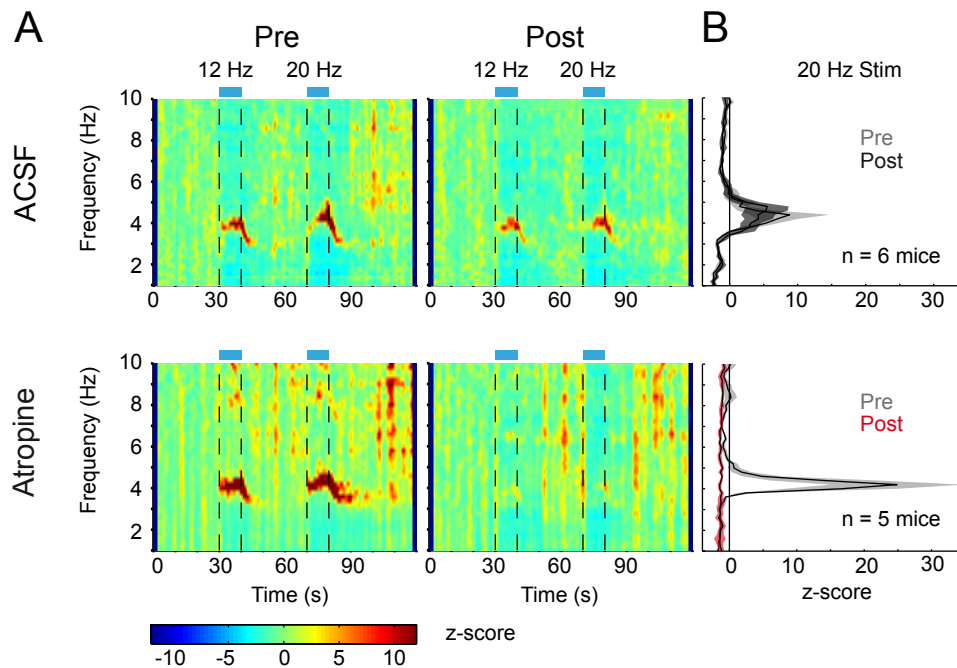 A
B
Pre
Post
12 Hz
20 Hz
12 Hz
20 Hz
20 Hz Stim
ACSF
Frequency (Hz)
10
8
6
4
2
0
30
60
90
0
30
60
90
Pre
Post
n = 6 mice
0
10
20
30
Atropine
Frequency (Hz)
10
8
6
4
2
0
30
60
90
Time (s)
0
30
60
90
Time (s)
Pre
Post
n = 5 mice
0
10
20
30
z-score
-10
-5
0
5
10
z-score